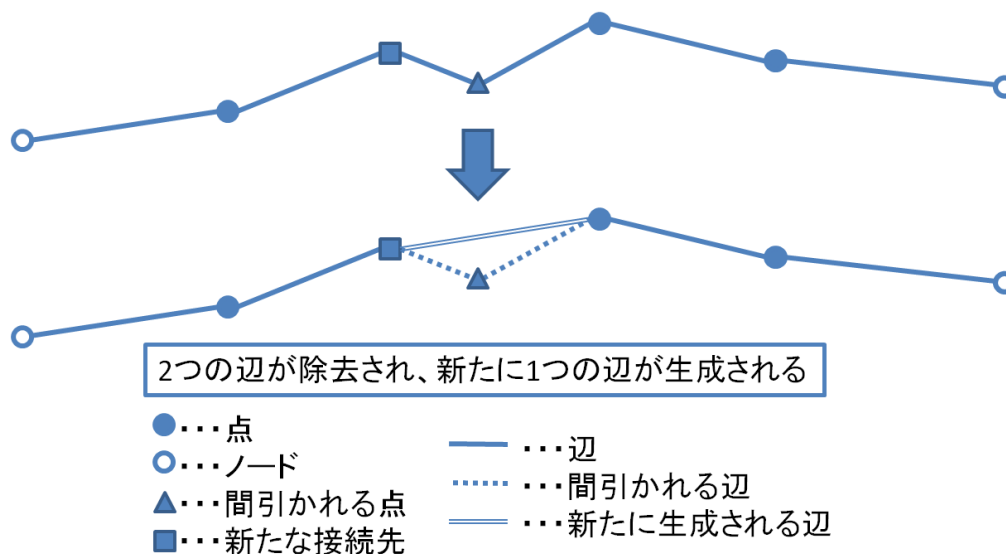 2つの辺が除去され、新たに1つの辺が生成される
・・・点
・・・ノード
・・・間引かれる点
・・・新たな接続先
・・・辺
・・・間引かれる辺
・・・新たに生成される辺